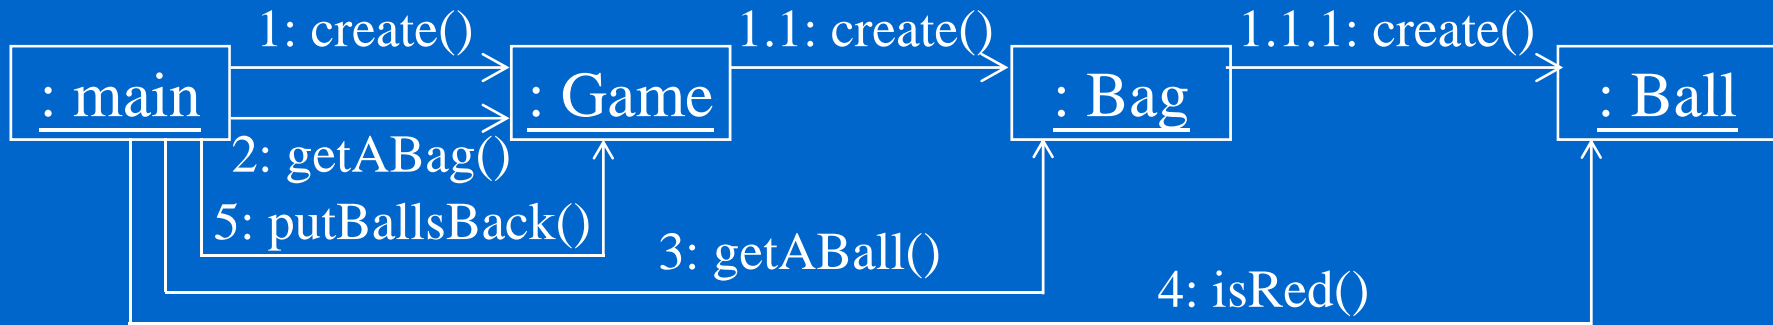 1: create()
1.1: create()
1.1.1: create()
: main
: Game
: Bag
: Ball
2: getABag()
5: putBallsBack()
3: getABall()
4: isRed()